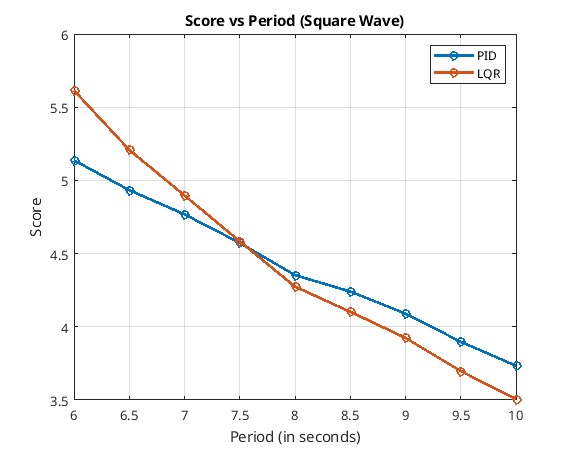 Score vs Period (Square Wave)
PID
LQR
Score
6
5.5
5
4.5
4
3.5
6 6.5 7 7.5 8 8.5 9 9.5 10
Period (in seconds)